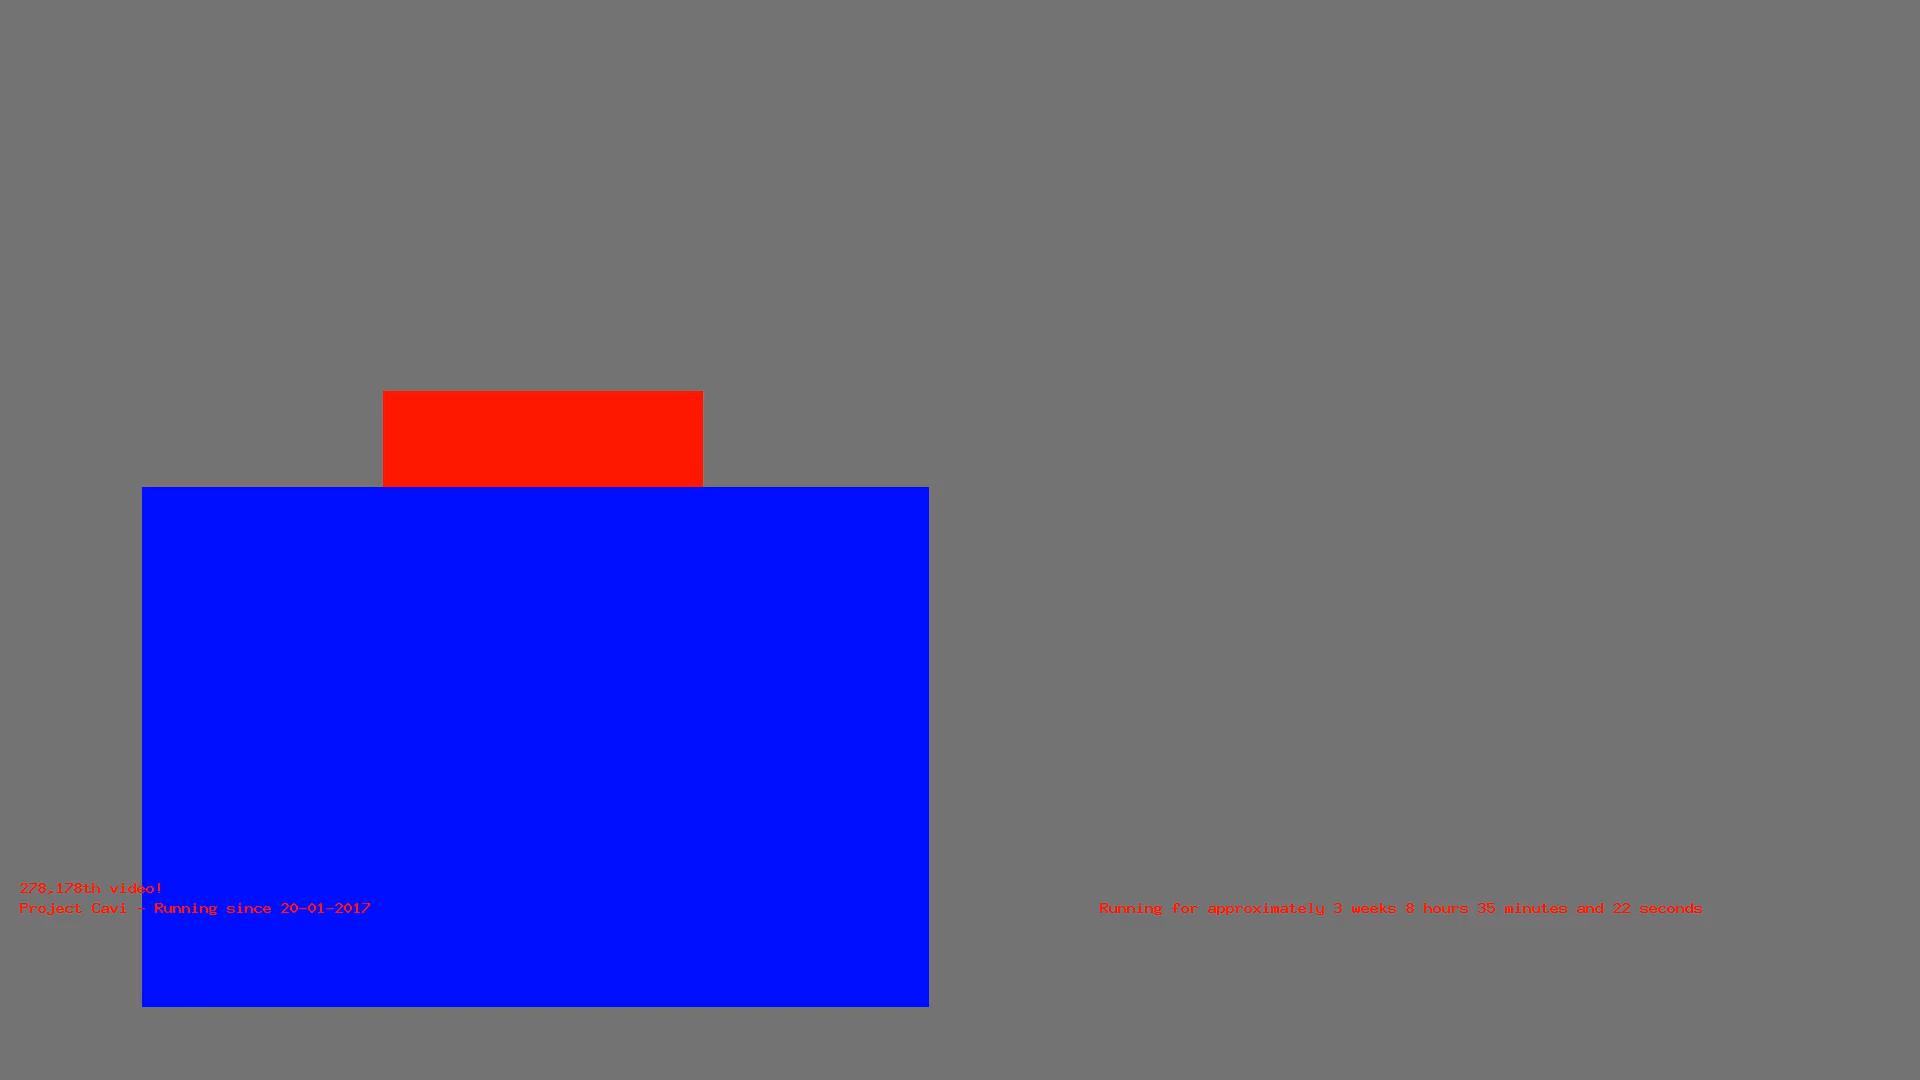 278,178th video!
Project Cavi - Running since 20-01-2017
Running for approximately 3 weeks 8 hours 35 minutes and 22 seconds